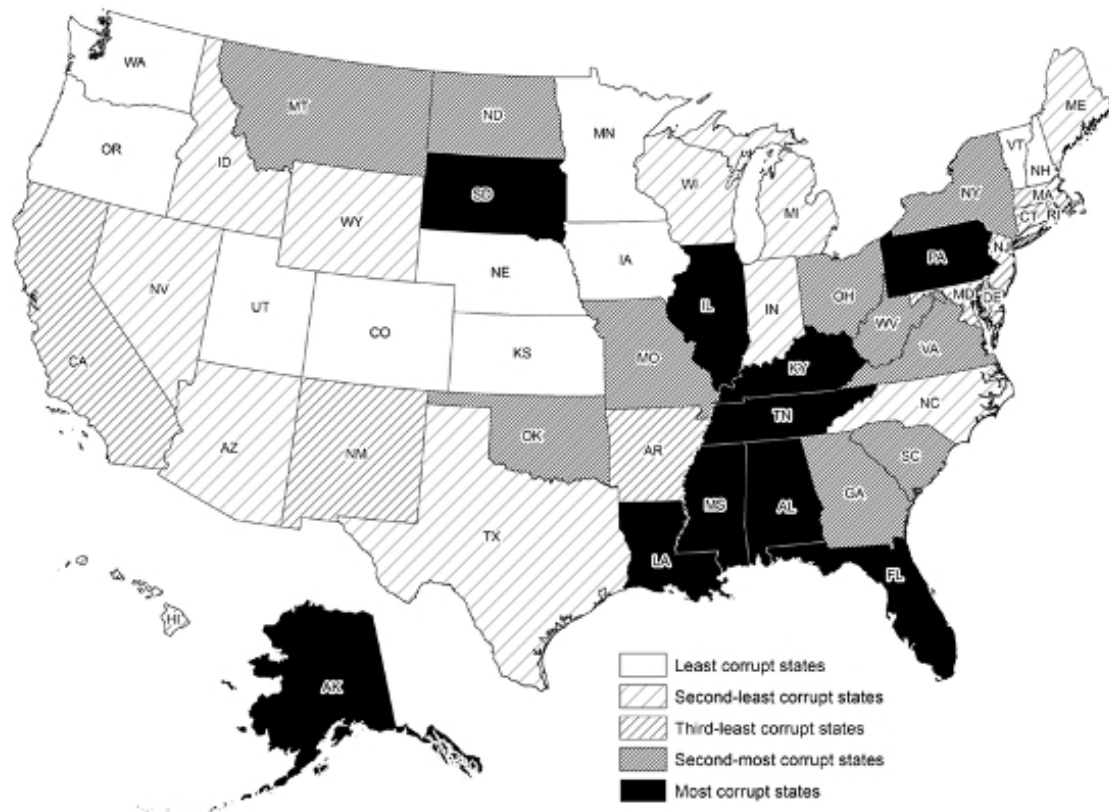 WA
OR
CA
NV
ID
MT
WY
UT
CO
AZ
NM
ND
SD
NE
KS
OK
TX
MN
IA
MO
AR
LA
WI
IL
MI
IN
OH
KY
TN
MS
AL
GA
FL
SC
NC
VA
WV
PA
NY
VT
NH
ME
MA
CT
RI
NJ
MD
DE
HI
AK
Least corrupt states
Second-least corrupt states
Third-least corrupt states
Second-most corrupt states
Most corrupt states